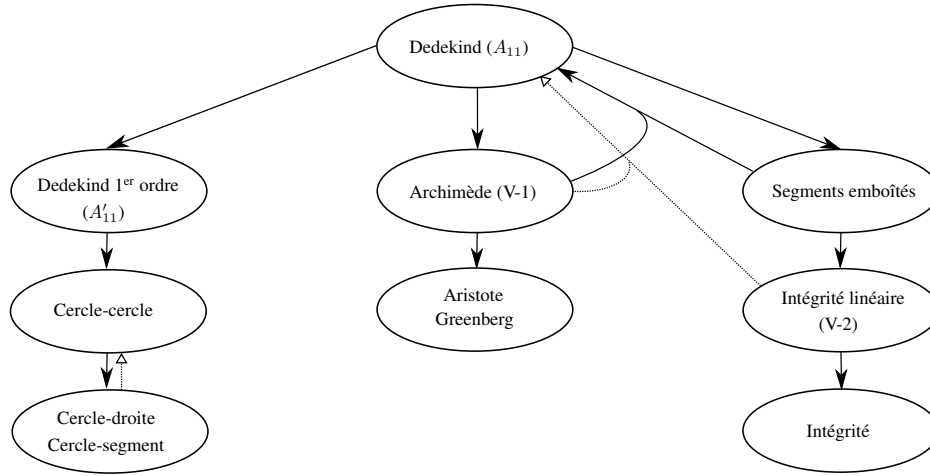 Dedekind (A₁₁)
Dedekind 1ᵉʳ ordre
(A′₁₁)
Archimède (V-1)
Segments emboîtés
Cercle-cercle
Aristote
Greenberg
Intégrité linéaire
(V-2)
Cercle-droite
Cercle-segment
Intégrité